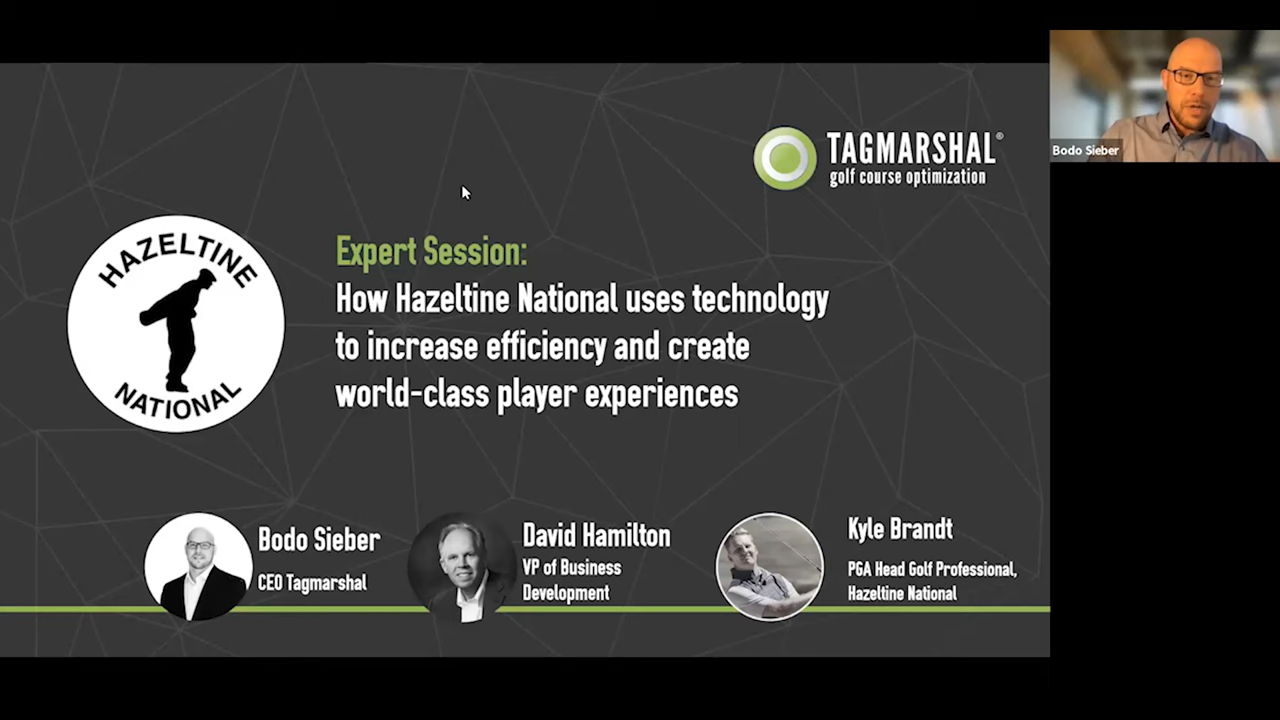 TAGMARSHAL®
golf course optimization
Bodo Sieber
HAZELTINE
NATIONAL
Expert Session:
How Hazeltine National uses technology
to increase efficiency and create
world-class player experiences
Bodo Sieber
CEO Tagmarshal
David Hamilton
VP of Business
Development
Kyle Brandt
PGA Head Golf Professional,
Hazeltine National